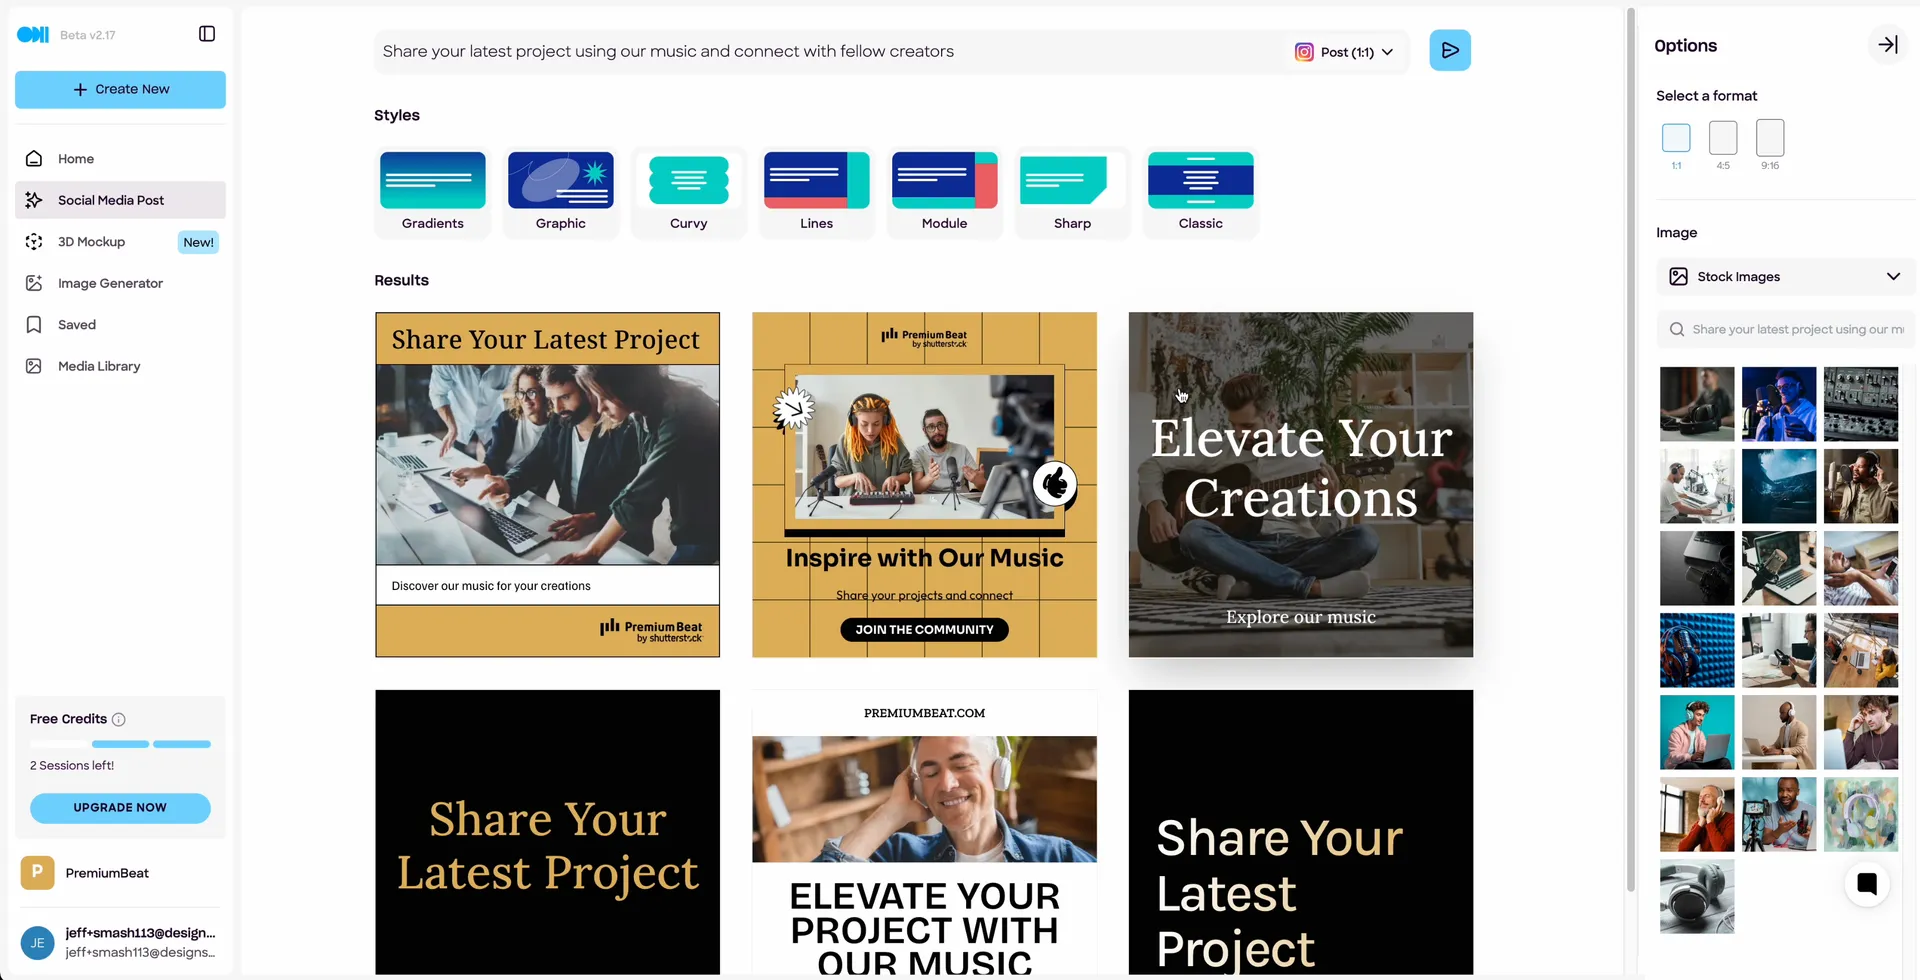 ONI Beta v2.17
Create New
Home
Social Media Post
3D Mockup New!
Image Generator
Saved
Media Library
Free Credits
2 Sessions left!
UPGRADE NOW
P PremiumBeat
JE jeff+smash113@design...
jeff+smash113@designs...
Share your latest project using our music and connect with fellow creators
Post (1:1)
Styles
Gradients
Graphic
Curvy
Lines
Module
Sharp
Classic
Results
Share Your Latest Project
Discover our music for your creations
PremiumBeat
by shutterstock
PremiumBeat
by shutterstock
Inspire with Our Music
Share your projects and connect
JOIN THE COMMUNITY
Elevate Your
Creations
Explore our music
Share Your
Latest Project
PREMIUMBEAT.COM
ELEVATE YOUR
PROJECT WITH
OUR MUSIC
Share Your
Latest
Project
Options
Select a format
1:1
4:5
9:16
Image
Stock Images
Share your latest project using our m